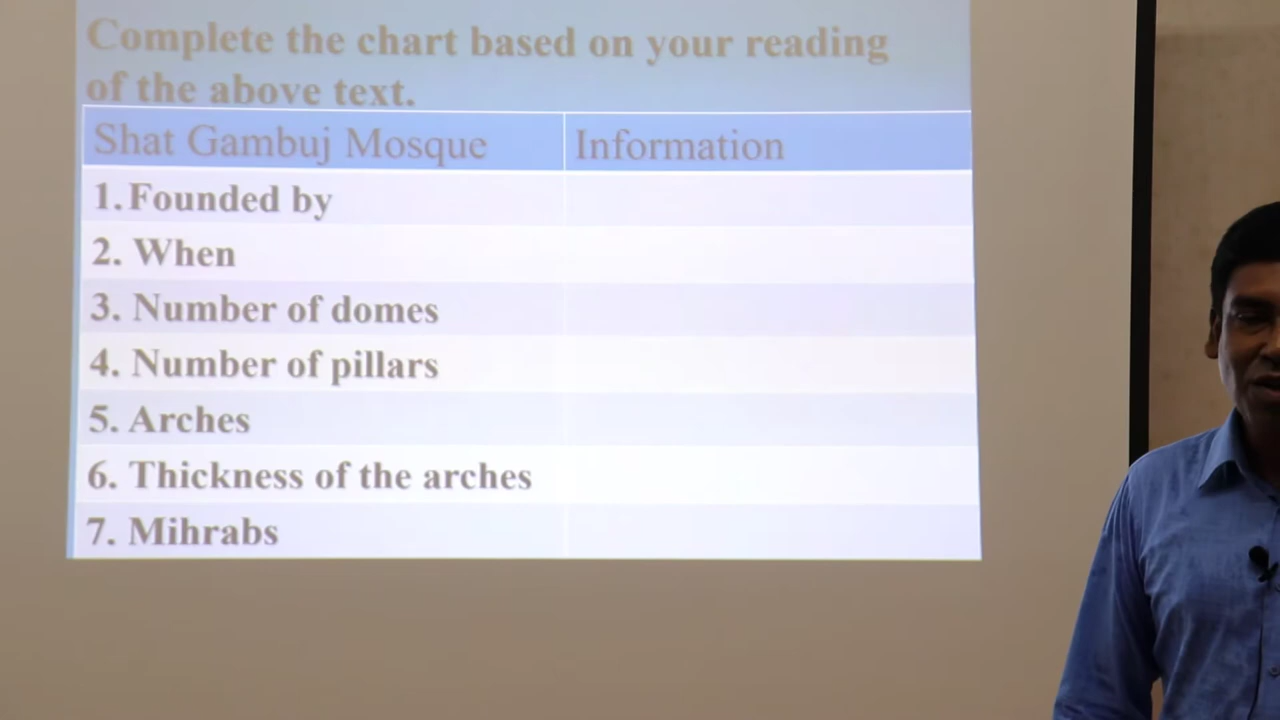 Complete the chart based on your reading
of the above text.
Shat Gambuj Mosque Information
1. Founded by
2. When
3. Number of domes
4. Number of pillars
5. Arches
6. Thickness of the arches
7. Mihrabs